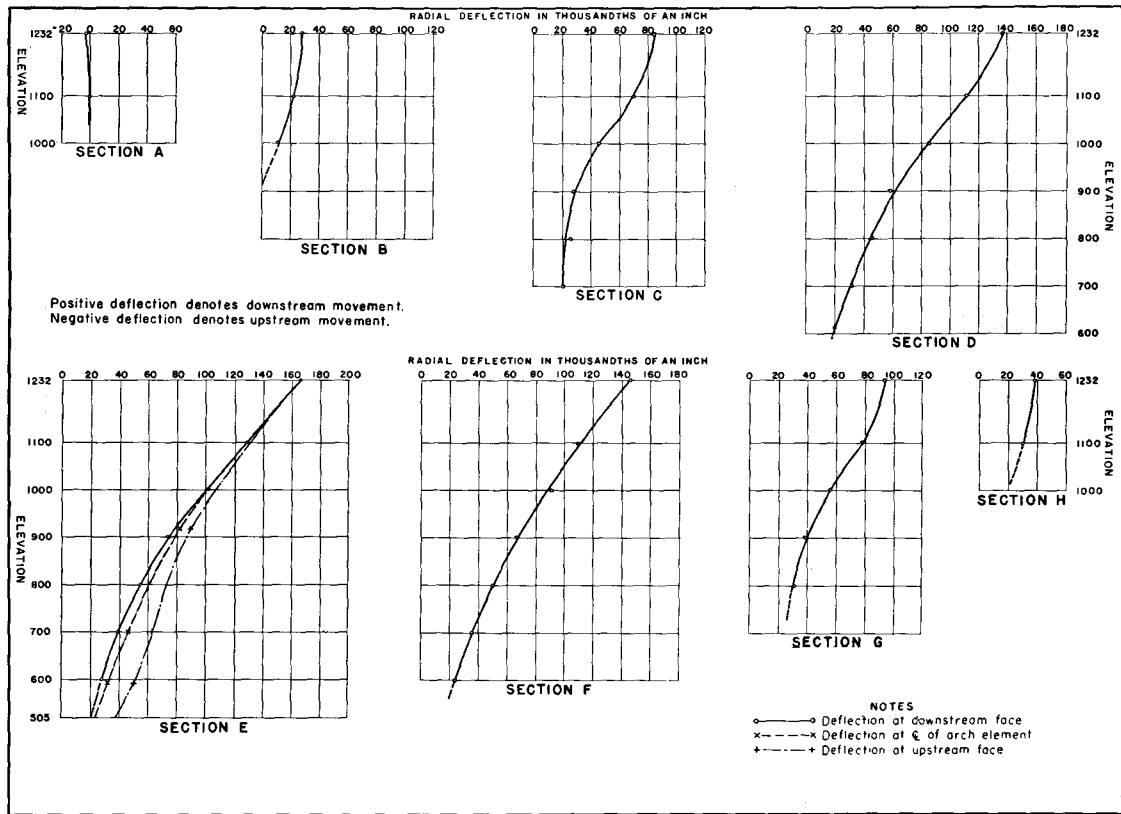 RADIAL DEFLECTION IN THOUSANDTHS OF AN INCH
-20 0 20 40 60
0 20 40 60 80 100 120
0 20 40 60 80 100 120
0 20 40 60 80 100 120 140 160 180
1232
1100
1000
ELEVATION
SECTION A
SECTION B
SECTION C
1232
1100
1000
900
800
700
600
ELEVATION
SECTION D
Positive deflection denotes downstream movement.
Negative deflection denotes upstream movement.
RADIAL DEFLECTION IN THOUSANDTHS OF AN INCH
0 20 40 60 80 100 120 140 160 180 200
0 20 40 60 80 100 120 140 160 180
0 20 40 60 80 100 120
0 20 40 60
1232
1100
1000
900
800
700
600
505
ELEVATION
SECTION E
SECTION F
SECTION G
1232
1100
1000
ELEVATION
SECTION H
NOTES
Deflection at downstream face
Deflection at ℄ of arch element
Deflection at upstream face